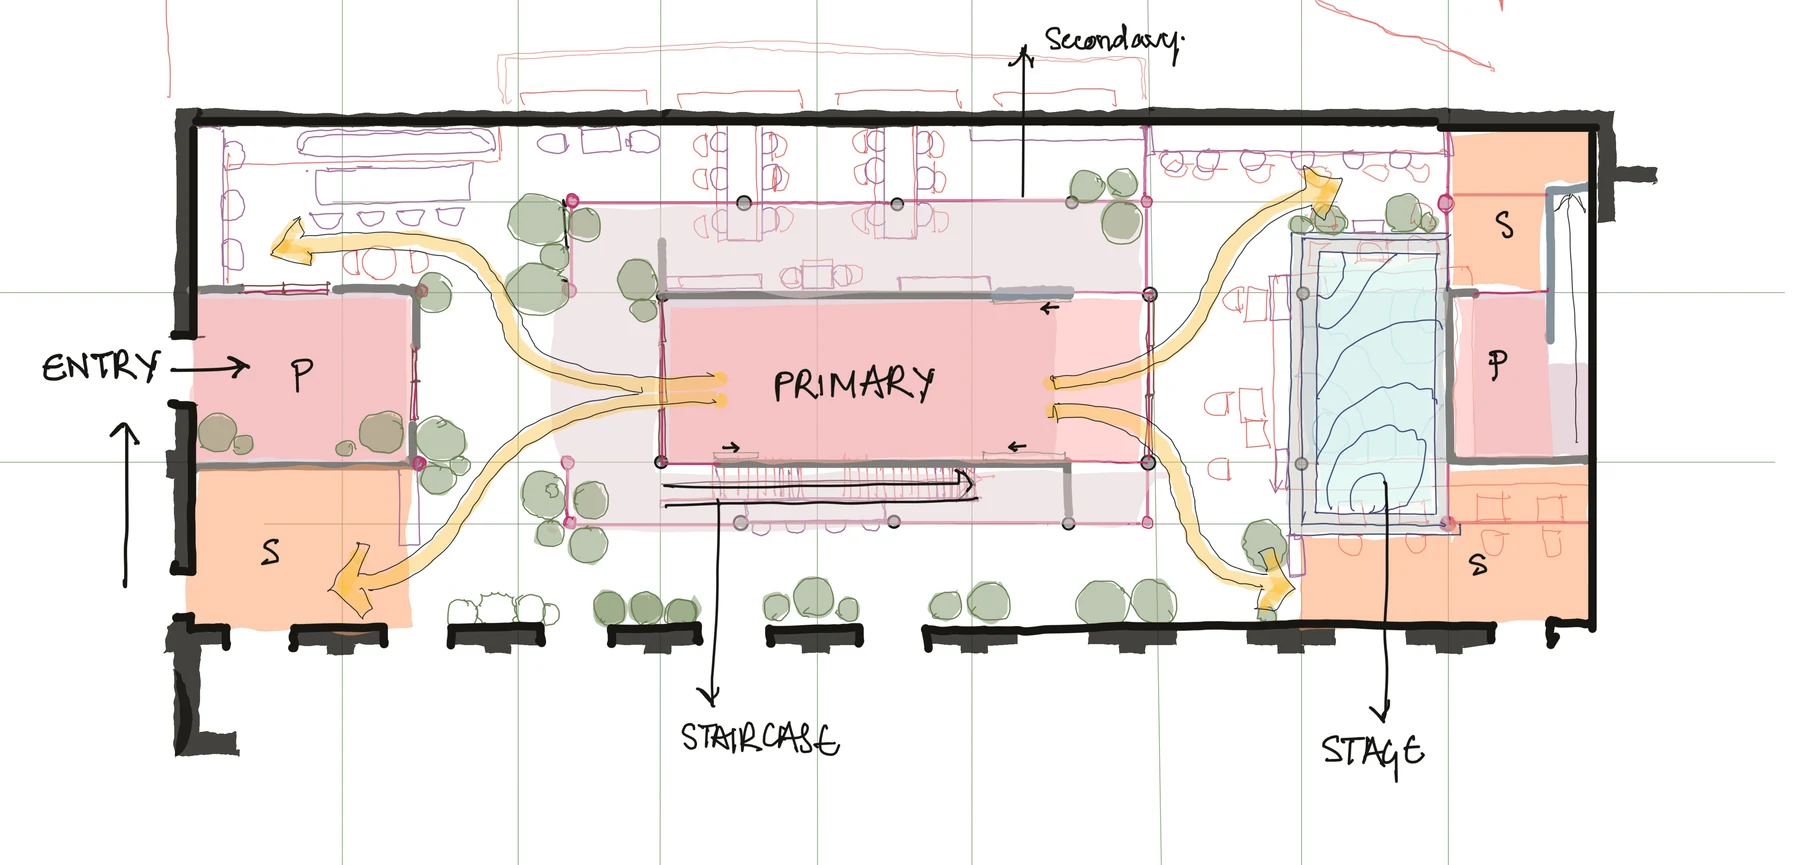 Secondary.
S
ENTRY
P
PRIMARY
P
S
S
STAIRCASE
STAGE